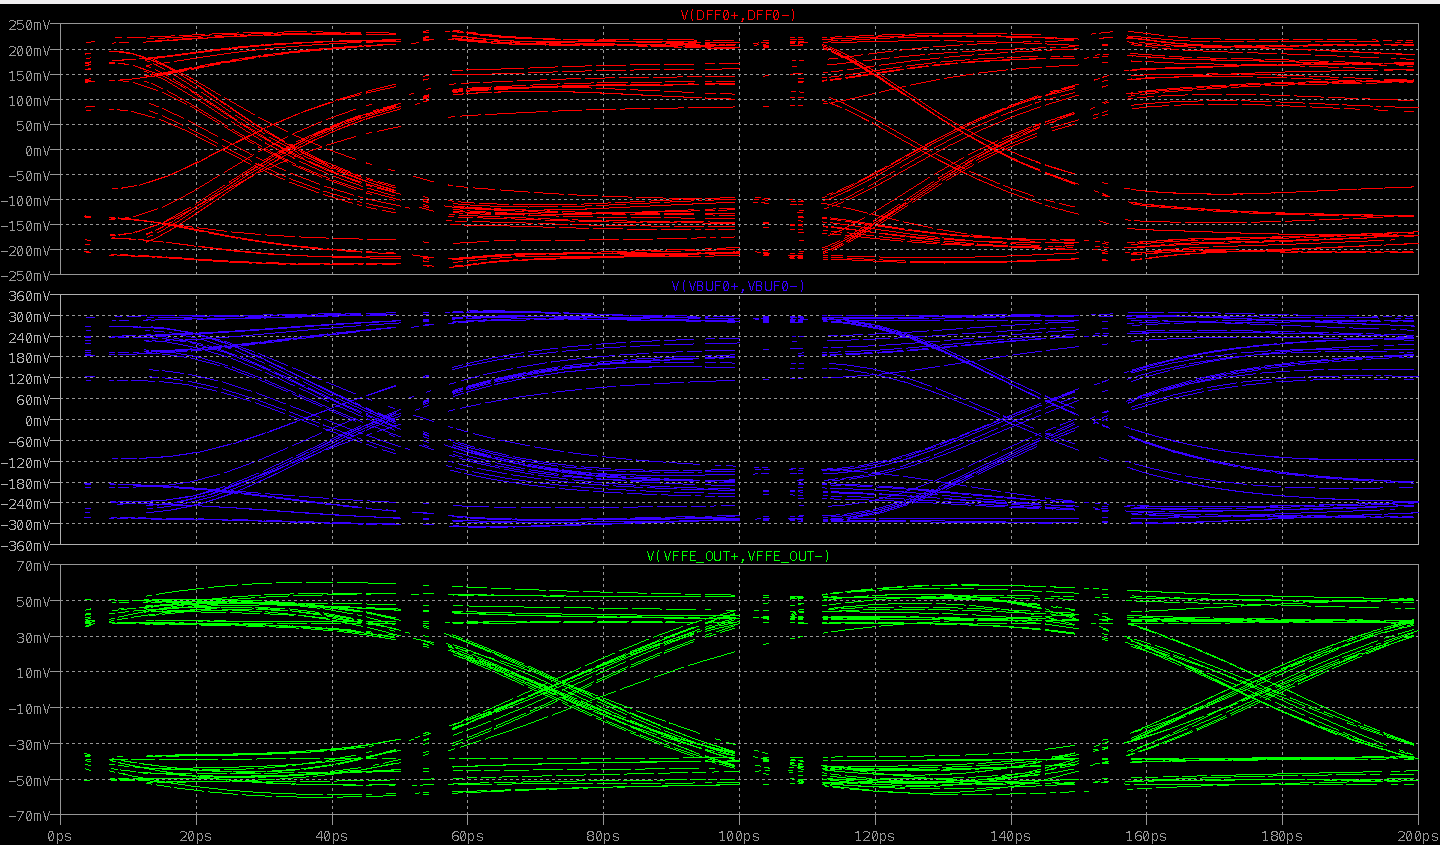 V(DFF0+,DFF0-)
250mV
200mV
150mV
100mV
50mV
0mV
-50mV
-100mV
-150mV
-200mV
-250mV
V(VBUF0+,VBUF0-)
360mV
300mV
240mV
180mV
120mV
60mV
0mV
-60mV
-120mV
-180mV
-240mV
-300mV
-360mV
V(VFFE_OUT+,VFFE_OUT-)
70mV
50mV
30mV
10mV
-10mV
-30mV
-50mV
-70mV
0ps 20ps 40ps 60ps 80ps 100ps 120ps 140ps 160ps 180ps 200ps